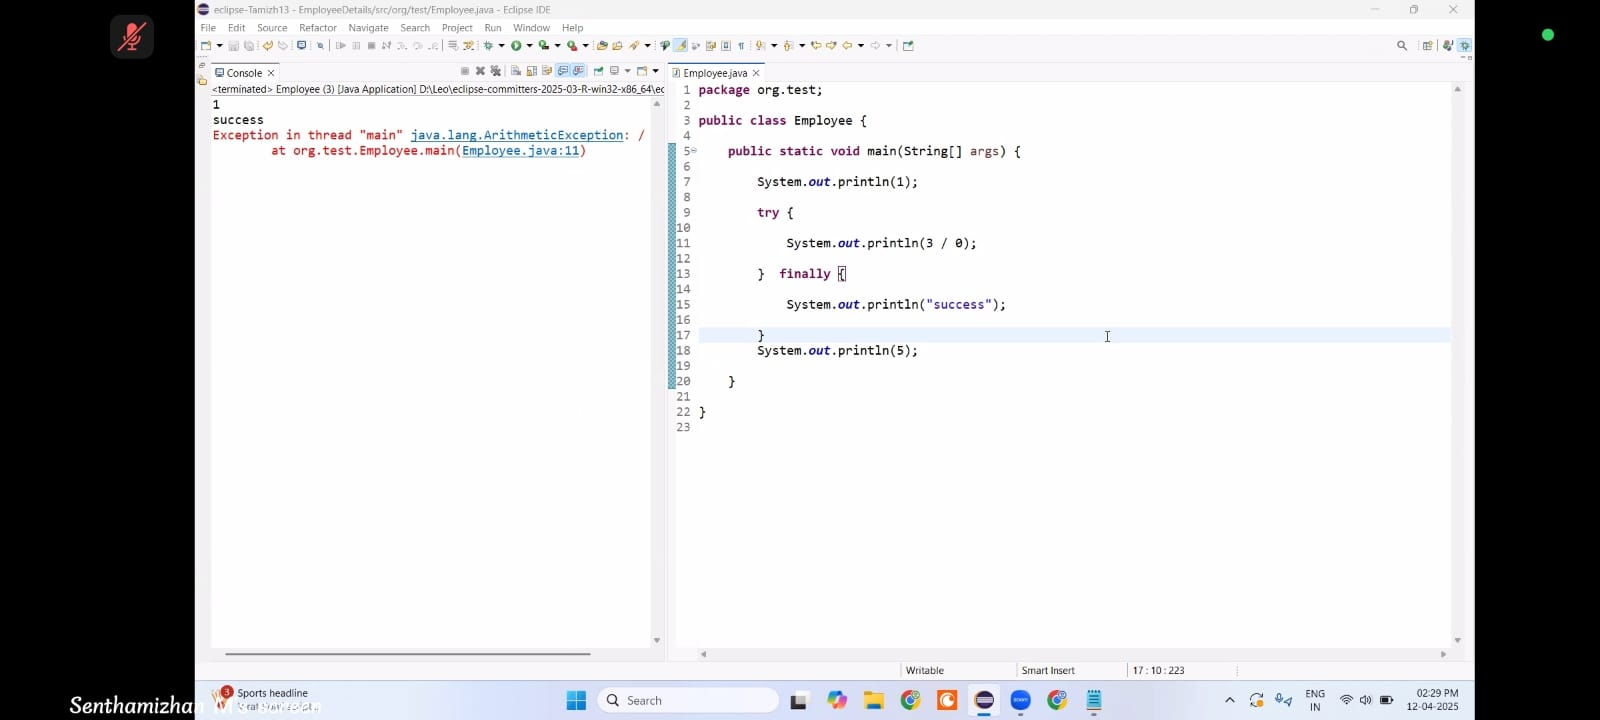 eclipse-Tamizh13 - EmployeeDetails/src/org/test/Employee.java - Eclipse IDE
File Edit Source Refactor Navigate Search Project Run Window Help
Console
<terminated> Employee (3) [Java Application] D:\Leo\eclipse-committers-2025-03-R-win32-x86_64\ec
1
success
Exception in thread "main" java.lang.ArithmeticException: /
at org.test.Employee.main(Employee.java:11)
Employee.java
1 package org.test;
2
3 public class Employee {
4
5 public static void main(String[] args) {
6
7 System.out.println(1);
8
9 try {
10
11 System.out.println(3 / 0);
12
13 } finally {
14
15 System.out.println("success");
16
17 }
18 System.out.println(5);
19
20 }
21
22 }
23
Writable Smart Insert 17 : 10 : 223
3
Sports headline
Search
ENG
IN
02:29 PM
12-04-2025
Senthamizhan M's screen